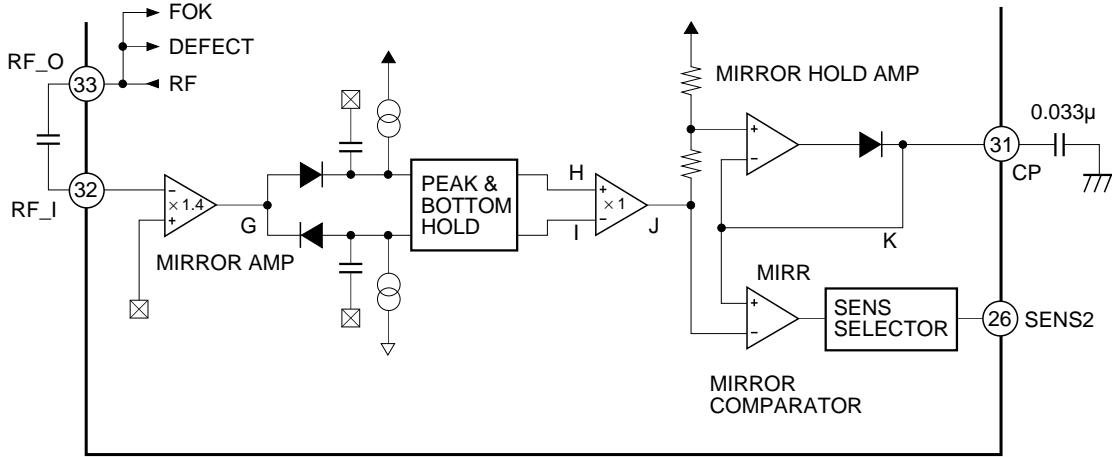 FOK
DEFECT
RF_O
33
RF
MIRROR HOLD AMP
0.033μ
31
CP
32
RF_I
× 1.4
G
MIRROR AMP
PEAK &
BOTTOM
HOLD
H
I
× 1
J
K
MIRR
SENS
SELECTOR
26
SENS2
MIRROR
COMPARATOR